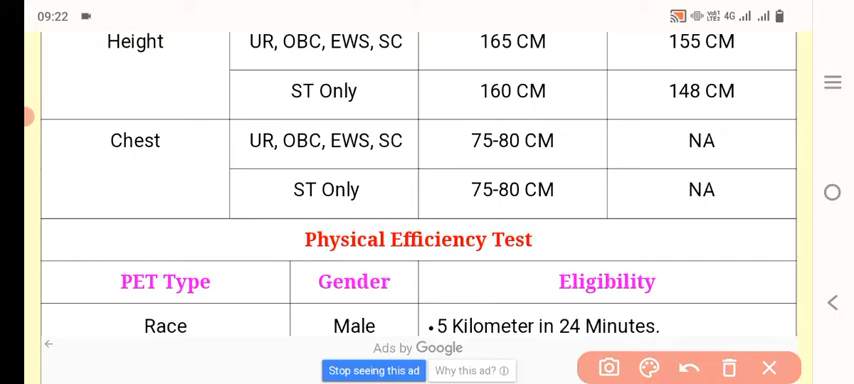 09:22
4G
Height UR, OBC, EWS, SC 165 CM 155 CM
ST Only 160 CM 148 CM
Chest UR, OBC, EWS, SC 75-80 CM NA
ST Only 75-80 CM NA
Physical Efficiency Test
PET Type Gender Eligibility
Race Male •5 Kilometer in 24 Minutes.
Ads by Google
Stop seeing this ad Why this ad?